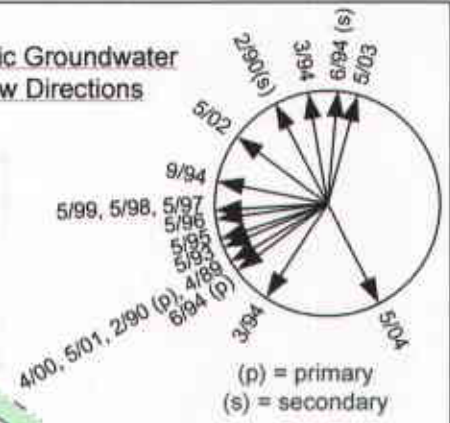 ic Groundwater
w Directions
2/90(s)
3/94
6/94 (s)
5/03
5/02
9/94
5/99, 5/98, 5/97
5/96
5/95
5/93
4/00, 5/01, 2/90 (p), 4/89
6/94 (p)
3/94
5/04
(p) = primary
(s) = secondary